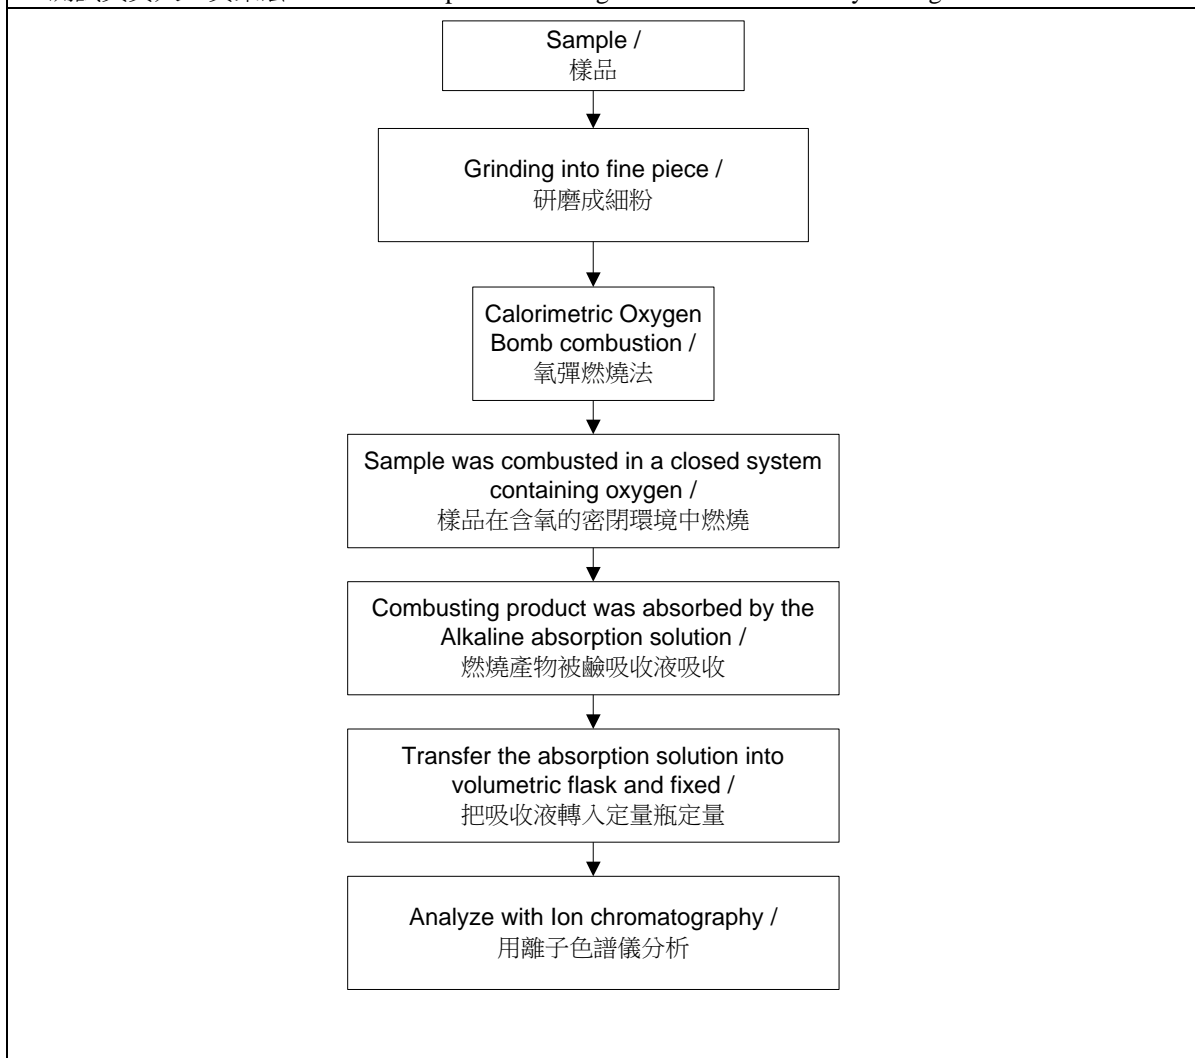 Sample /
樣品
Grinding into fine piece /
研磨成細粉
Calorimetric Oxygen
Bomb combustion /
氧彈燃燒法
Sample was combusted in a closed system
containing oxygen /
樣品在含氧的密閉環境中燃燒
Combusting product was absorbed by the
Alkaline absorption solution /
燃燒產物被鹼吸收液吸收
Transfer the absorption solution into
volumetric flask and fixed /
把吸收液轉入定量瓶定量
Analyze with Ion chromatography /
用離子色譜儀分析